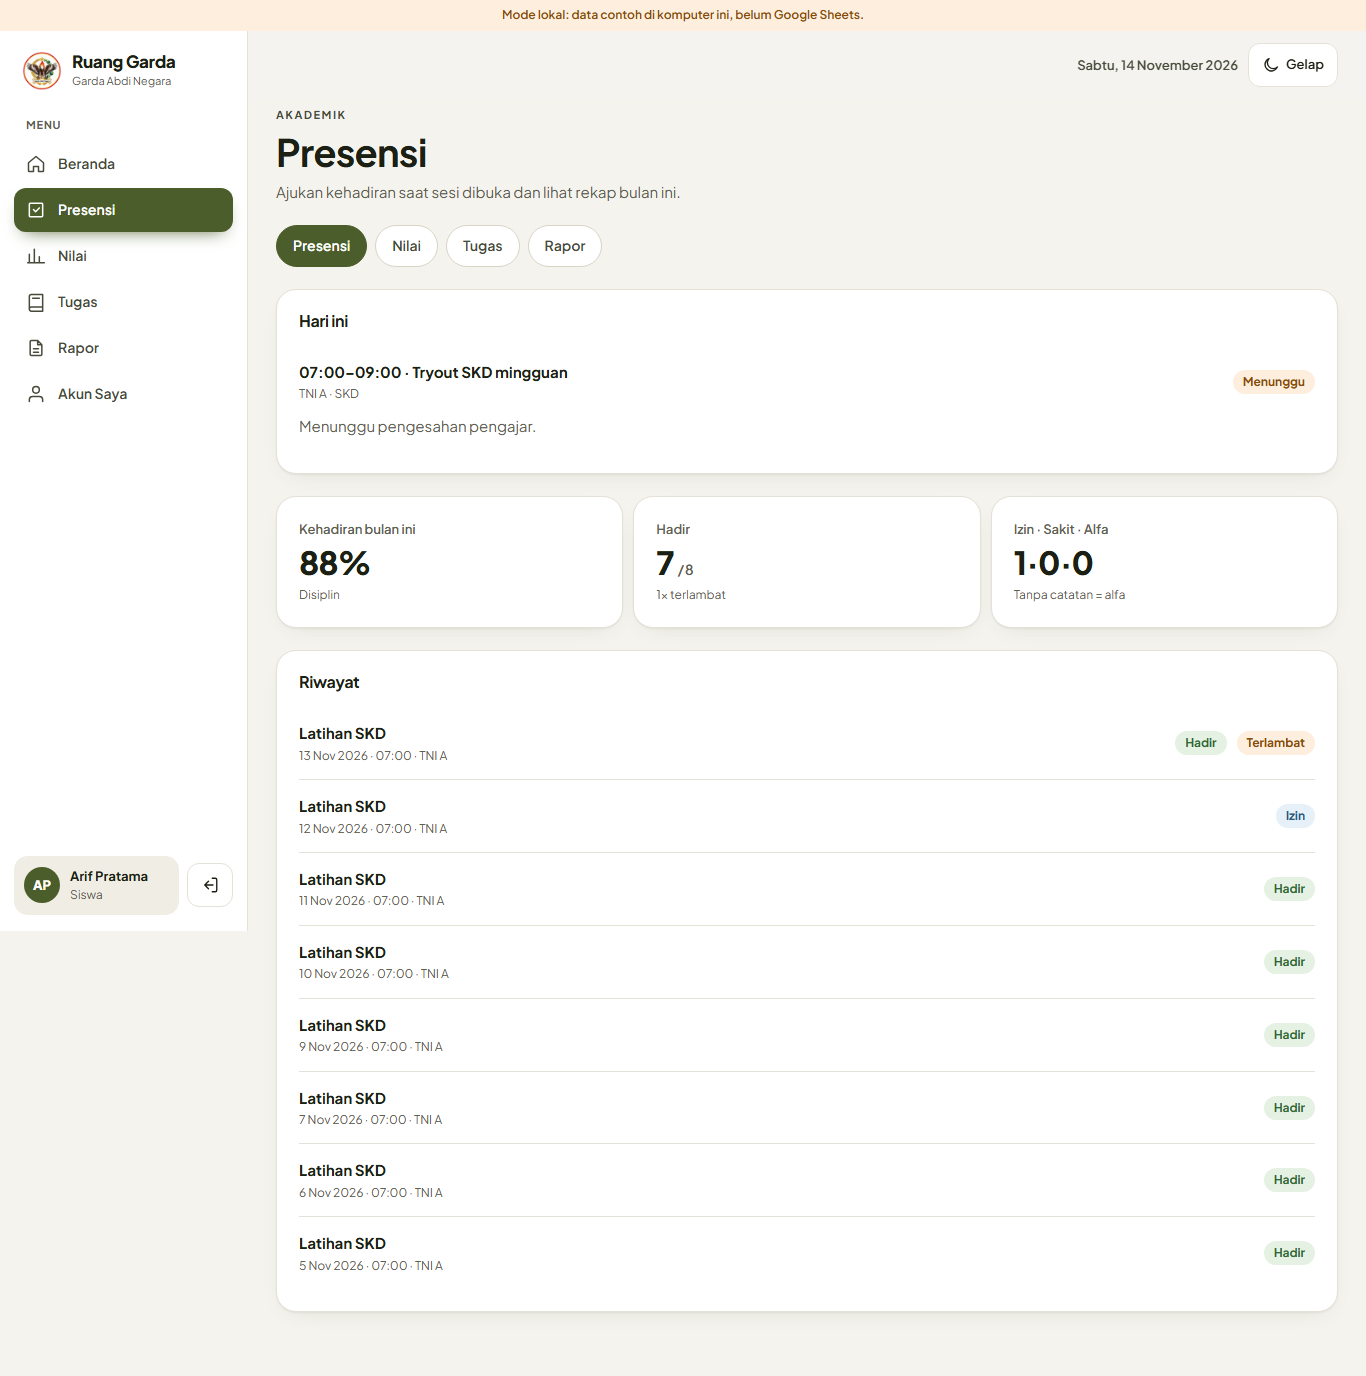 Mode lokal: data contoh di komputer ini, belum Google Sheets.
Ruang Garda
Garda Abdi Negara
MENU
Beranda
Presensi
Nilai
Tugas
Rapor
Akun Saya
AP
Arif Pratama
Siswa
Sabtu, 14 November 2026
Gelap
AKADEMIK
Presensi
Ajukan kehadiran saat sesi dibuka dan lihat rekap bulan ini.
Presensi Nilai Tugas Rapor
Hari ini
07:00–09:00 · Tryout SKD mingguan
TNI A · SKD
Menunggu
Menunggu pengesahan pengajar.
Kehadiran bulan ini
88%
Disiplin
Hadir
7 /8
1× terlambat
Izin · Sakit · Alfa
1·0·0
Tanpa catatan = alfa
Riwayat
Latihan SKD
13 Nov 2026 · 07:00 · TNI A
Hadir Terlambat
Latihan SKD
12 Nov 2026 · 07:00 · TNI A
Izin
Latihan SKD
11 Nov 2026 · 07:00 · TNI A
Hadir
Latihan SKD
10 Nov 2026 · 07:00 · TNI A
Hadir
Latihan SKD
9 Nov 2026 · 07:00 · TNI A
Hadir
Latihan SKD
7 Nov 2026 · 07:00 · TNI A
Hadir
Latihan SKD
6 Nov 2026 · 07:00 · TNI A
Hadir
Latihan SKD
5 Nov 2026 · 07:00 · TNI A
Hadir